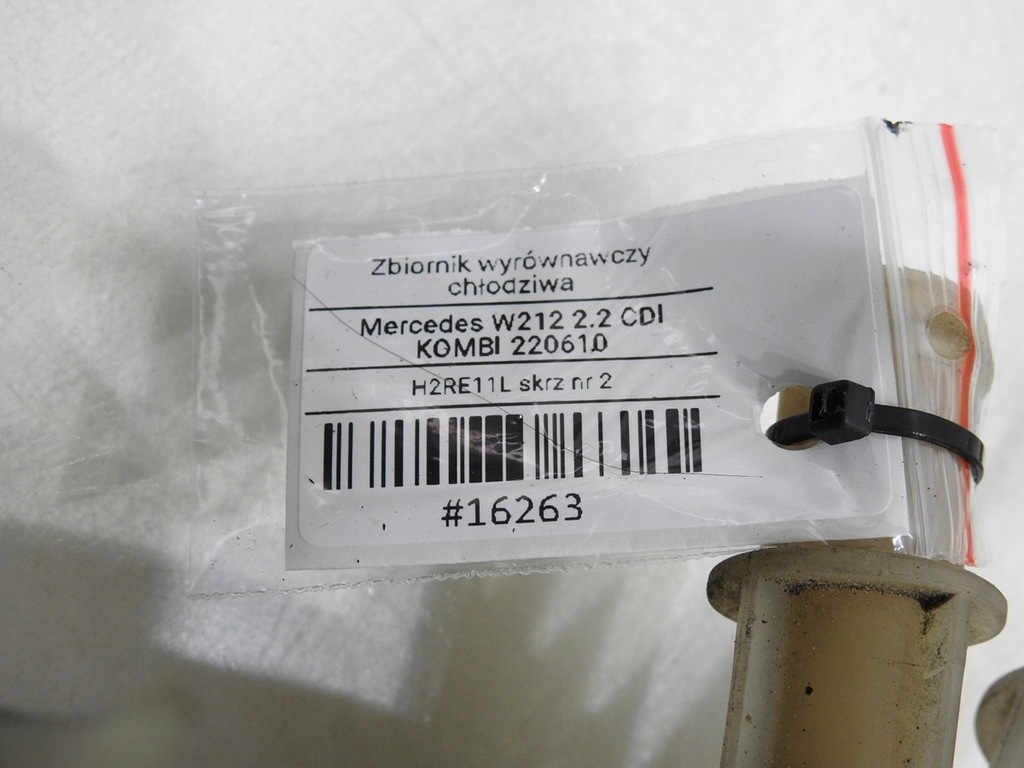 Zbiornik wyrównawczy
chłodziwa
Mercedes W212 2.2 CDI
KOMBI 220610
H2RE11L skrz nr 2
#16263